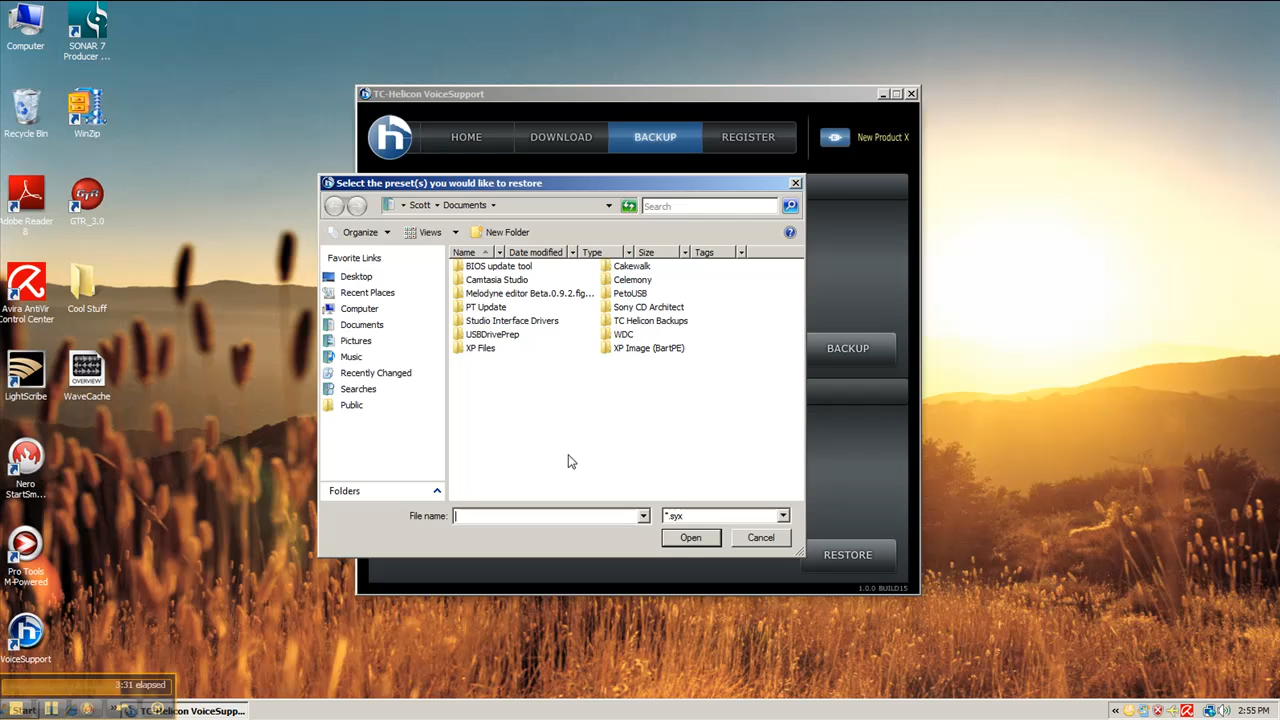 Computer
SONAR 7
Producer ...
Recycle Bin
WinZip
Adobe Reader
8
GTR_3.0
Avira AntiVir
Control Center
Cool Stuff
LightScribe
OVERVIEW
WaveCache
Nero
StartSm...
Pro Tools
M-Powered
VoiceSupport
TC-Helicon VoiceSupport
h
HOME
DOWNLOAD
BACKUP
REGISTER
New Product X
Select the preset(s) you would like to restore
Scott
Documents
Search
Organize
Views
New Folder
?
Favorite Links
Desktop
Recent Places
Computer
Documents
Pictures
Music
Recently Changed
Searches
Public
Folders
Name
Date modified
Type
Size
Tags
BIOS update tool
Camtasia Studio
Melodyne editor Beta.0.9.2.fig...
PT Update
Studio Interface Drivers
USBDrivePrep
XP Files
Cakewalk
Celemony
PetoUSB
Sony CD Architect
TC Helicon Backups
WDC
XP Image (BartPE)
File name:
*.syx
Open
Cancel
BACKUP
RESTORE
1.0.0 BUILD15
3:31 elapsed
Start
TC-Helicon VoiceSupp...
2:55 PM